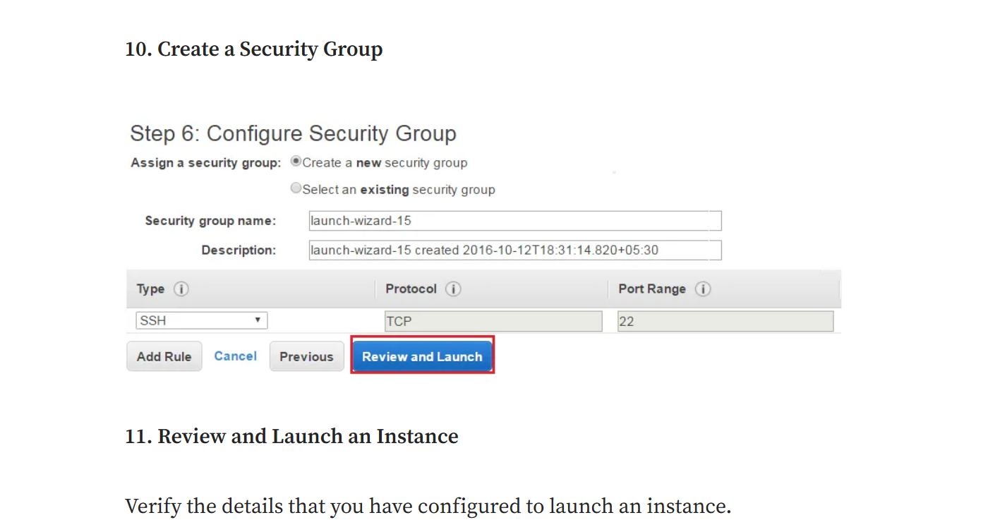 10. Create a Security Group
Step 6: Configure Security Group
Assign a security group: Create a new security group
Select an existing security group
Security group name: launch-wizard-15
Description: launch-wizard-15 created 2016-10-12T18:31:14.820+05:30
Type i Protocol i Port Range i
SSH TCP 22
Add Rule Cancel Previous Review and Launch
11. Review and Launch an Instance
Verify the details that you have configured to launch an instance.